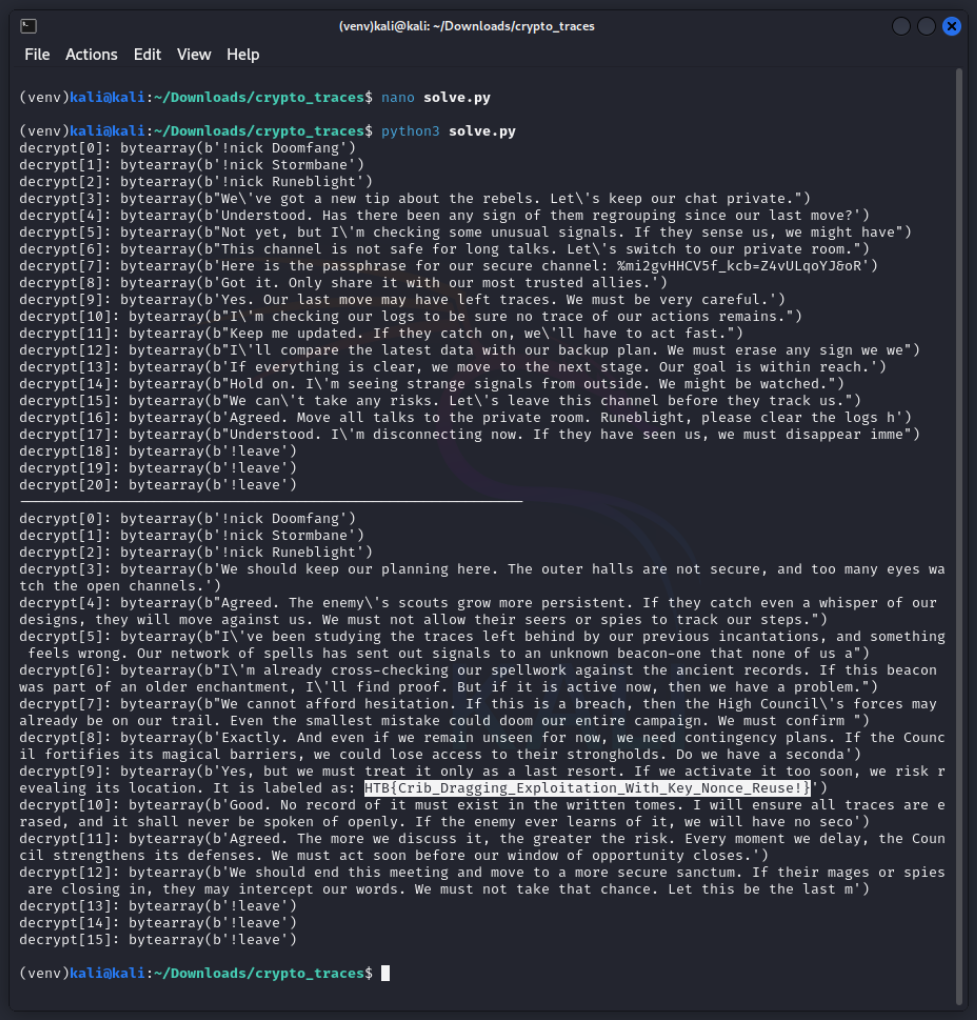 (venv)kali@kali: ~/Downloads/crypto_traces
File Actions Edit View Help
(venv)kali@kali:~/Downloads/crypto_traces$ nano solve.py
(venv)kali@kali:~/Downloads/crypto_traces$ python3 solve.py
decrypt[0]: bytearray(b'!nick Doomfang')
decrypt[1]: bytearray(b'!nick Stormbane')
decrypt[2]: bytearray(b'!nick Runeblight')
decrypt[3]: bytearray(b"We\'ve got a new tip about the rebels. Let\'s keep our chat private.")
decrypt[4]: bytearray(b'Understood. Has there been any sign of them regrouping since our last move?')
decrypt[5]: bytearray(b"Not yet, but I\'m checking some unusual signals. If they sense us, we might have")
decrypt[6]: bytearray(b"This channel is not safe for long talks. Let\'s switch to our private room.")
decrypt[7]: bytearray(b'Here is the passphrase for our secure channel: %mi2gvHHCV5f_kcb=Z4vULqoYJ&oR')
decrypt[8]: bytearray(b'Got it. Only share it with our most trusted allies.')
decrypt[9]: bytearray(b'Yes. Our last move may have left traces. We must be very careful.')
decrypt[10]: bytearray(b"I\'m checking our logs to be sure no trace of our actions remains.")
decrypt[11]: bytearray(b"Keep me updated. If they catch on, we\'ll have to act fast.")
decrypt[12]: bytearray(b"I\'ll compare the latest data with our backup plan. We must erase any sign we we")
decrypt[13]: bytearray(b'If everything is clear, we move to the next stage. Our goal is within reach.')
decrypt[14]: bytearray(b"Hold on. I\'m seeing strange signals from outside. We might be watched.")
decrypt[15]: bytearray(b"We can\'t take any risks. Let\'s leave this channel before they track us.")
decrypt[16]: bytearray(b'Agreed. Move all talks to the private room. Runeblight, please clear the logs h')
decrypt[17]: bytearray(b"Understood. I\'m disconnecting now. If they have seen us, we must disappear imme")
decrypt[18]: bytearray(b'!leave')
decrypt[19]: bytearray(b'!leave')
decrypt[20]: bytearray(b'!leave')
decrypt[0]: bytearray(b'!nick Doomfang')
decrypt[1]: bytearray(b'!nick Stormbane')
decrypt[2]: bytearray(b'!nick Runeblight')
decrypt[3]: bytearray(b'We should keep our planning here. The outer halls are not secure, and too many eyes wa
tch the open channels.')
decrypt[4]: bytearray(b"Agreed. The enemy\'s scouts grow more persistent. If they catch even a whisper of our
designs, they will move against us. We must not allow their seers or spies to track our steps.")
decrypt[5]: bytearray(b"I\'ve been studying the traces left behind by our previous incantations, and something
 feels wrong. Our network of spells has sent out signals to an unknown beacon-one that none of us a")
decrypt[6]: bytearray(b"I\'m already cross-checking our spellwork against the ancient records. If this beacon
was part of an older enchantment, I\'ll find proof. But if it is active now, then we have a problem.")
decrypt[7]: bytearray(b"We cannot afford hesitation. If this is a breach, then the High Council\'s forces may
already be on our trail. Even the smallest mistake could doom our entire campaign. We must confirm ")
decrypt[8]: bytearray(b'Exactly. And even if we remain unseen for now, we need contingency plans. If the Counc
il fortifies its magical barriers, we could lose access to their strongholds. Do we have a seconda')
decrypt[9]: bytearray(b'Yes, but we must treat it only as a last resort. If we activate it too soon, we risk r
evealing its location. It is labeled as: HTB{Crib_Dragging_Exploitation_With_Key_Nonce_Reuse!}')
decrypt[10]: bytearray(b'Good. No record of it must exist in the written tomes. I will ensure all traces are e
rased, and it shall never be spoken of openly. If the enemy ever learns of it, we will have no seco')
decrypt[11]: bytearray(b'Agreed. The more we discuss it, the greater the risk. Every moment we delay, the Coun
cil strengthens its defenses. We must act soon before our window of opportunity closes.')
decrypt[12]: bytearray(b'We should end this meeting and move to a more secure sanctum. If their mages or spies
 are closing in, they may intercept our words. We must not take that chance. Let this be the last m')
decrypt[13]: bytearray(b'!leave')
decrypt[14]: bytearray(b'!leave')
decrypt[15]: bytearray(b'!leave')
(venv)kali@kali:~/Downloads/crypto_traces$